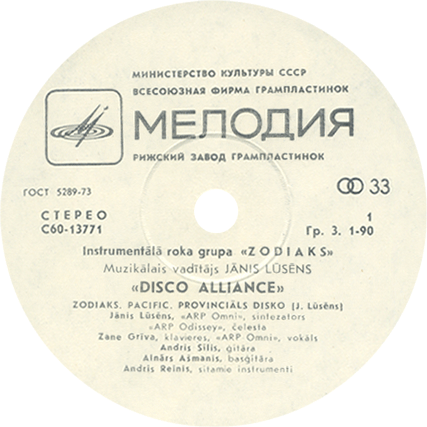 МИНИСТЕРСТВО КУЛЬТУРЫ СССР
ВСЕСОЮЗНАЯ ФИРМА ГРАМПЛАСТИНОК
МЕЛОДИЯ
РИЖСКИЙ ЗАВОД ГРАМПЛАСТИНОК
ГОСТ 5289-73
33
СТЕРЕО
1
С60-13771
Гр. 3. 1-90
Instrumentālā roka grupa «ZODIAKS»
Muzikālais vadītājs JĀNIS LŪSĒNS
«DISCO ALLIANCE»
ZODIAKS. PACIFIC. PROVINCIĀLS DISKO (J. Lūsēns)
Jānis Lūsēns, «ARP Omni», sintezators
«ARP Odissey», čelesta
Zane Grīva, klavieres, «ARP Omni», vokāls
Andris Sīlis, ģitāra
Ainārs Ašmanis, basģitāra
Andris Reinis, sitamie instrumenti